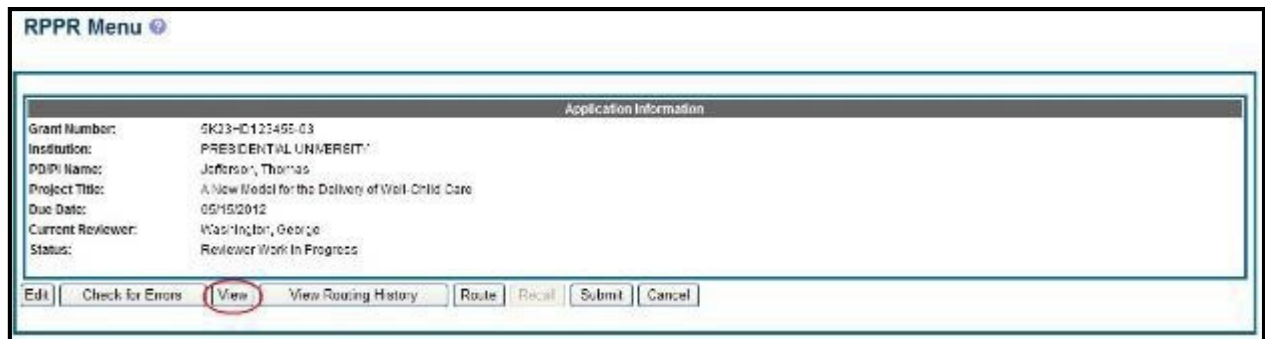 RPPR Menu ?
Application Information
Grant Number: 5K23HD123456-03
Institution: PRESIDENTIAL UNIVERSITY
PD/PI Name: Jefferson, Thomas
Project Title: A New Model for the Delivery of Well-Child Care
Due Date: 05/15/2012
Current Reviewer: Washington, George
Status: Reviewer Work in Progress
Edit Check for Errors View View Routing History Route Recall Submit Cancel